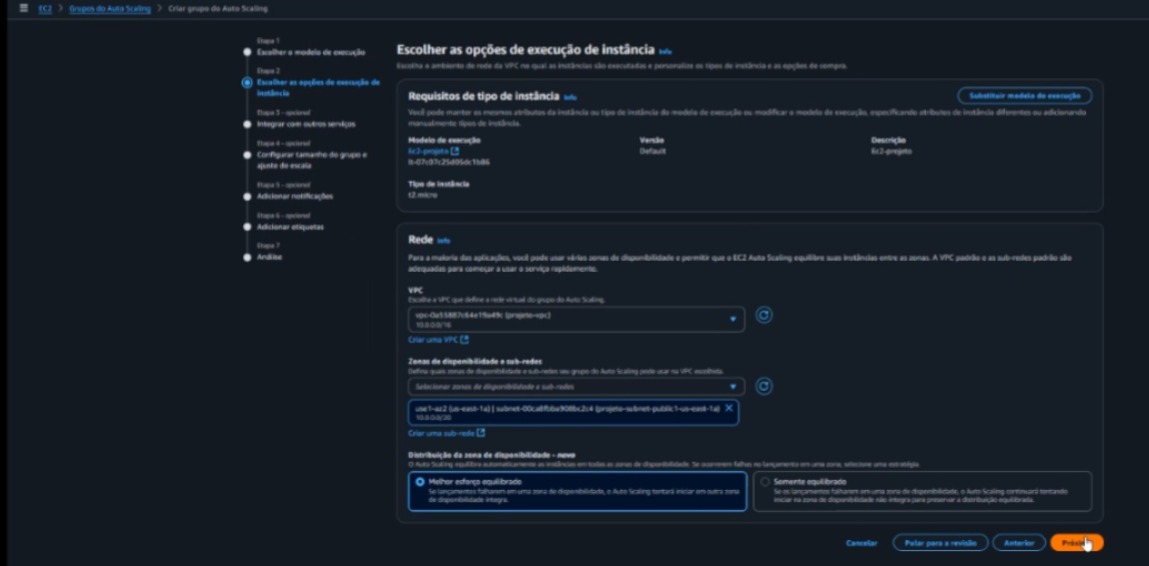 EC2 > Grupos do Auto Scaling > Criar grupo do Auto Scaling
Etapa 1
Escolher o modelo de execução
Etapa 2
Escolher as opções de execução de
instância
Etapa 3 - opcional
Integrar com outros serviços
Etapa 4 - opcional
Configurar tamanho do grupo e
ajuste de escala
Etapa 5 - opcional
Adicionar notificações
Etapa 6 - opcional
Adicionar etiquetas
Etapa 7
Análise
Escolher as opções de execução de instância Info
Escolha o ambiente de rede da VPC no qual as instâncias são executadas e personalize os tipos de instância e as opções de compra.
Requisitos de tipo de instância Info
Substituir modelo de execução
Você pode manter os mesmos atributos da instância ou tipo de instância do modelo de execução ou modificar o modelo de execução, especificando atributos de instância diferentes ou adicionando
manualmente tipos de instância.
Modelo de execução
Ec2-projeto
lt-07c07c25d05dc1b86
Versão
Default
Descrição
Ec2-projeto
Tipo de instância
t2.micro
Rede Info
Para a maioria das aplicações, você pode usar várias zonas de disponibilidade e permitir que o EC2 Auto Scaling equilibre suas instâncias entre as zonas. A VPC padrão e as sub-redes padrão são
adequadas para começar a usar o serviço rapidamente.
VPC
Escolha a VPC que define a rede virtual do grupo do Auto Scaling.
(projeto-vpc)
10.0.0.0/16
Criar uma VPC
Zonas de disponibilidade e sub-redes
Defina quais zonas de disponibilidade e sub-redes seu grupo do Auto Scaling pode usar na VPC escolhida.
Selecionar zonas de disponibilidade e sub-redes
use1-az2 (us-east-1a) | (projeto-subnet-public1-us-east-1a)
10.0.0.0/20
Criar uma sub-rede
Distribuição da zona de disponibilidade - novo
O Auto Scaling equilibra automaticamente as instâncias em todas as zonas de disponibilidade. Se ocorrerem falhas no lançamento em uma zona, selecione uma estratégia.
Melhor esforço equilibrado
Se lançamentos falharem em uma zona de disponibilidade, o Auto Scaling tentará iniciar em outra zona
de disponibilidade íntegra.
Somente equilibrado
Se os lançamentos falharem em uma zona de disponibilidade, o Auto Scaling continuará tentando
iniciar na zona de disponibilidade não íntegra para preservar a distribuição equilibrada.
Cancelar
Pular para a revisão
Anterior